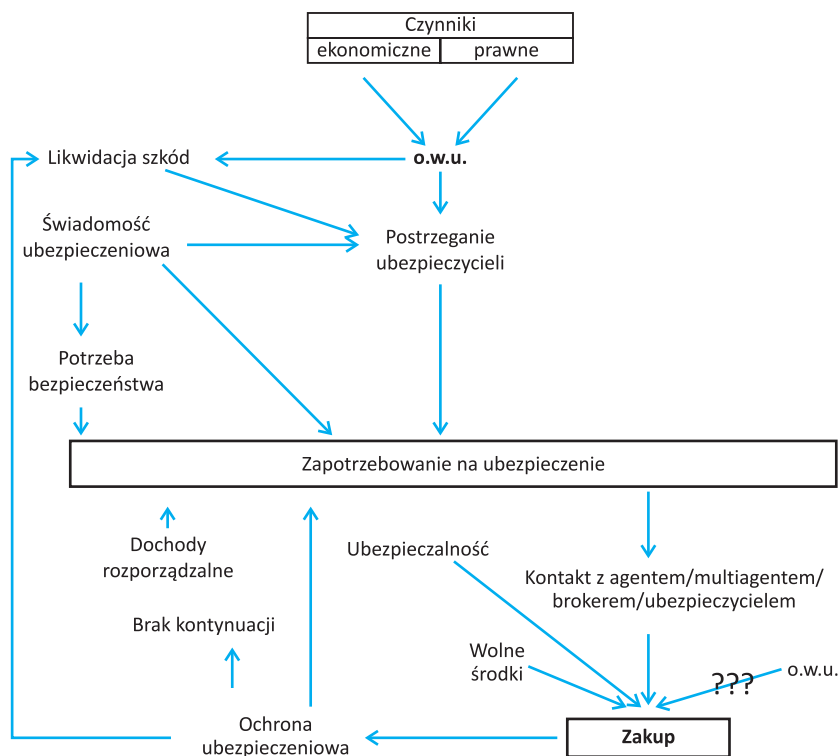 Czynniki
ekonomiczne
prawne
Likwidacja szkód
o.w.u.
Świadomość
ubezpieczeniowa
Postrzeganie
ubezpieczycieli
Potrzeba
bezpieczeństwa
Zapotrzebowanie na ubezpieczenie
Dochody
rozporządzalne
Ubezpieczalność
Kontakt z agentem/multiagentem/
brokerem/ubezpieczycielem
Brak kontynuacji
Wolne
środki
???
o.w.u.
Ochrona
ubezpieczeniowa
Zakup